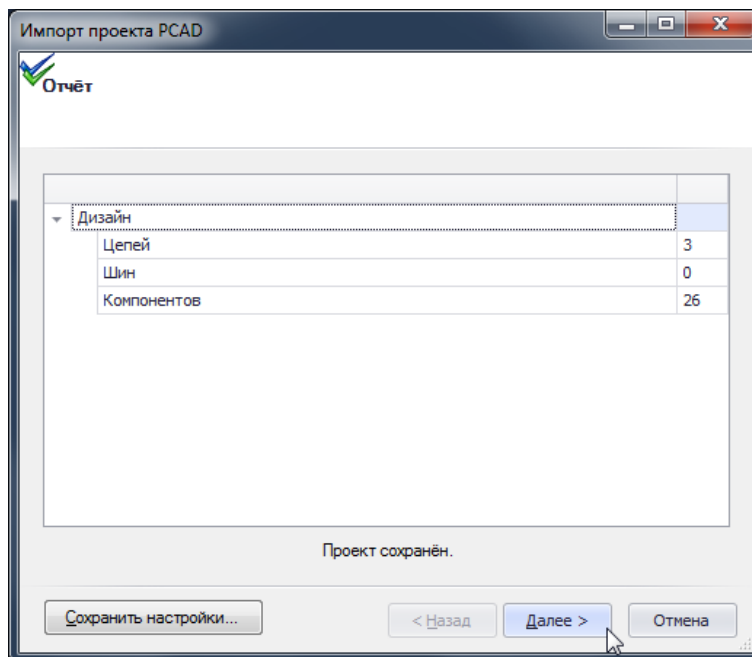 Импорт проекта PCAD
Отчёт
Дизайн
Цепей 3
Шин 0
Компонентов 26
Проект сохранён.
Сохранить настройки... < Назад Далее > Отмена